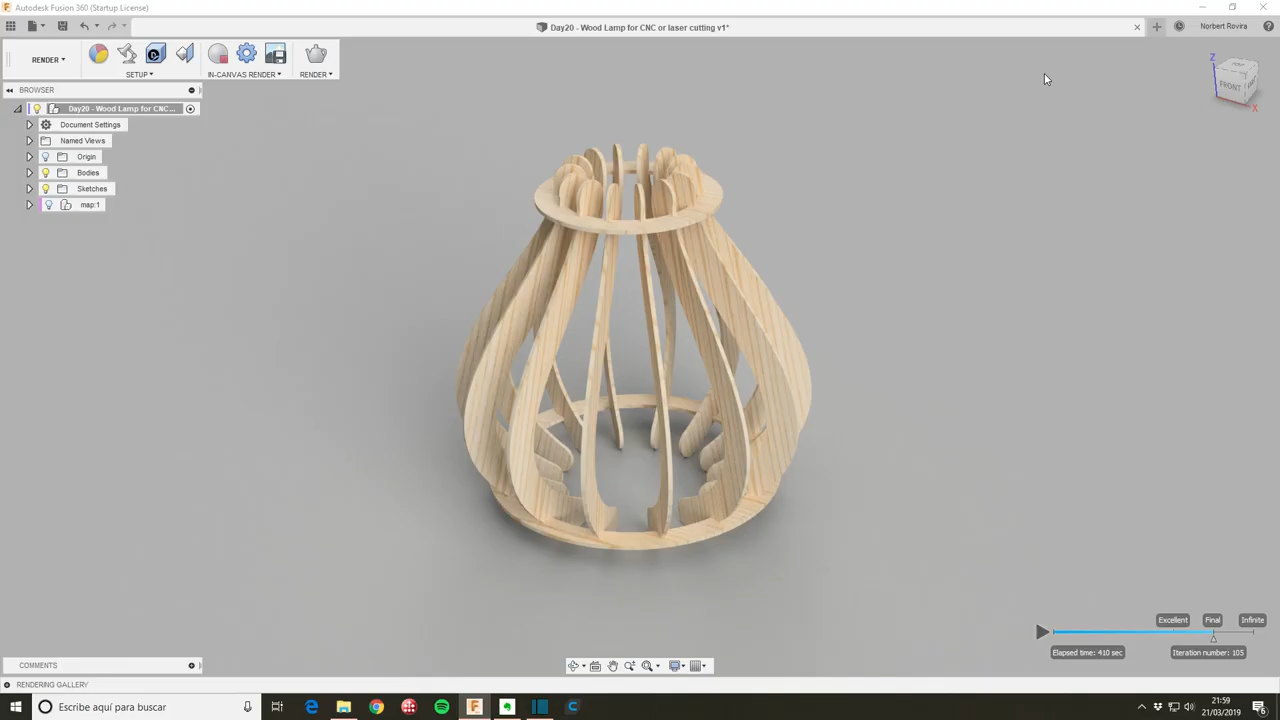 Autodesk Fusion 360 (Startup License)
Day20 - Wood Lamp for CNC or laser cutting v1*
Norbert Rovira
RENDER
SETUP
IN-CANVAS RENDER
RENDER
BROWSER
Day20 - Wood Lamp for CNC...
Document Settings
Named Views
Origin
Bodies
Sketches
map:1
Z
FRONT
X
Excellent
Final
Infinite
Elapsed time: 410 sec
Iteration number: 105
COMMENTS
RENDERING GALLERY
Escribe aquí para buscar
21:59
21/03/2019
6